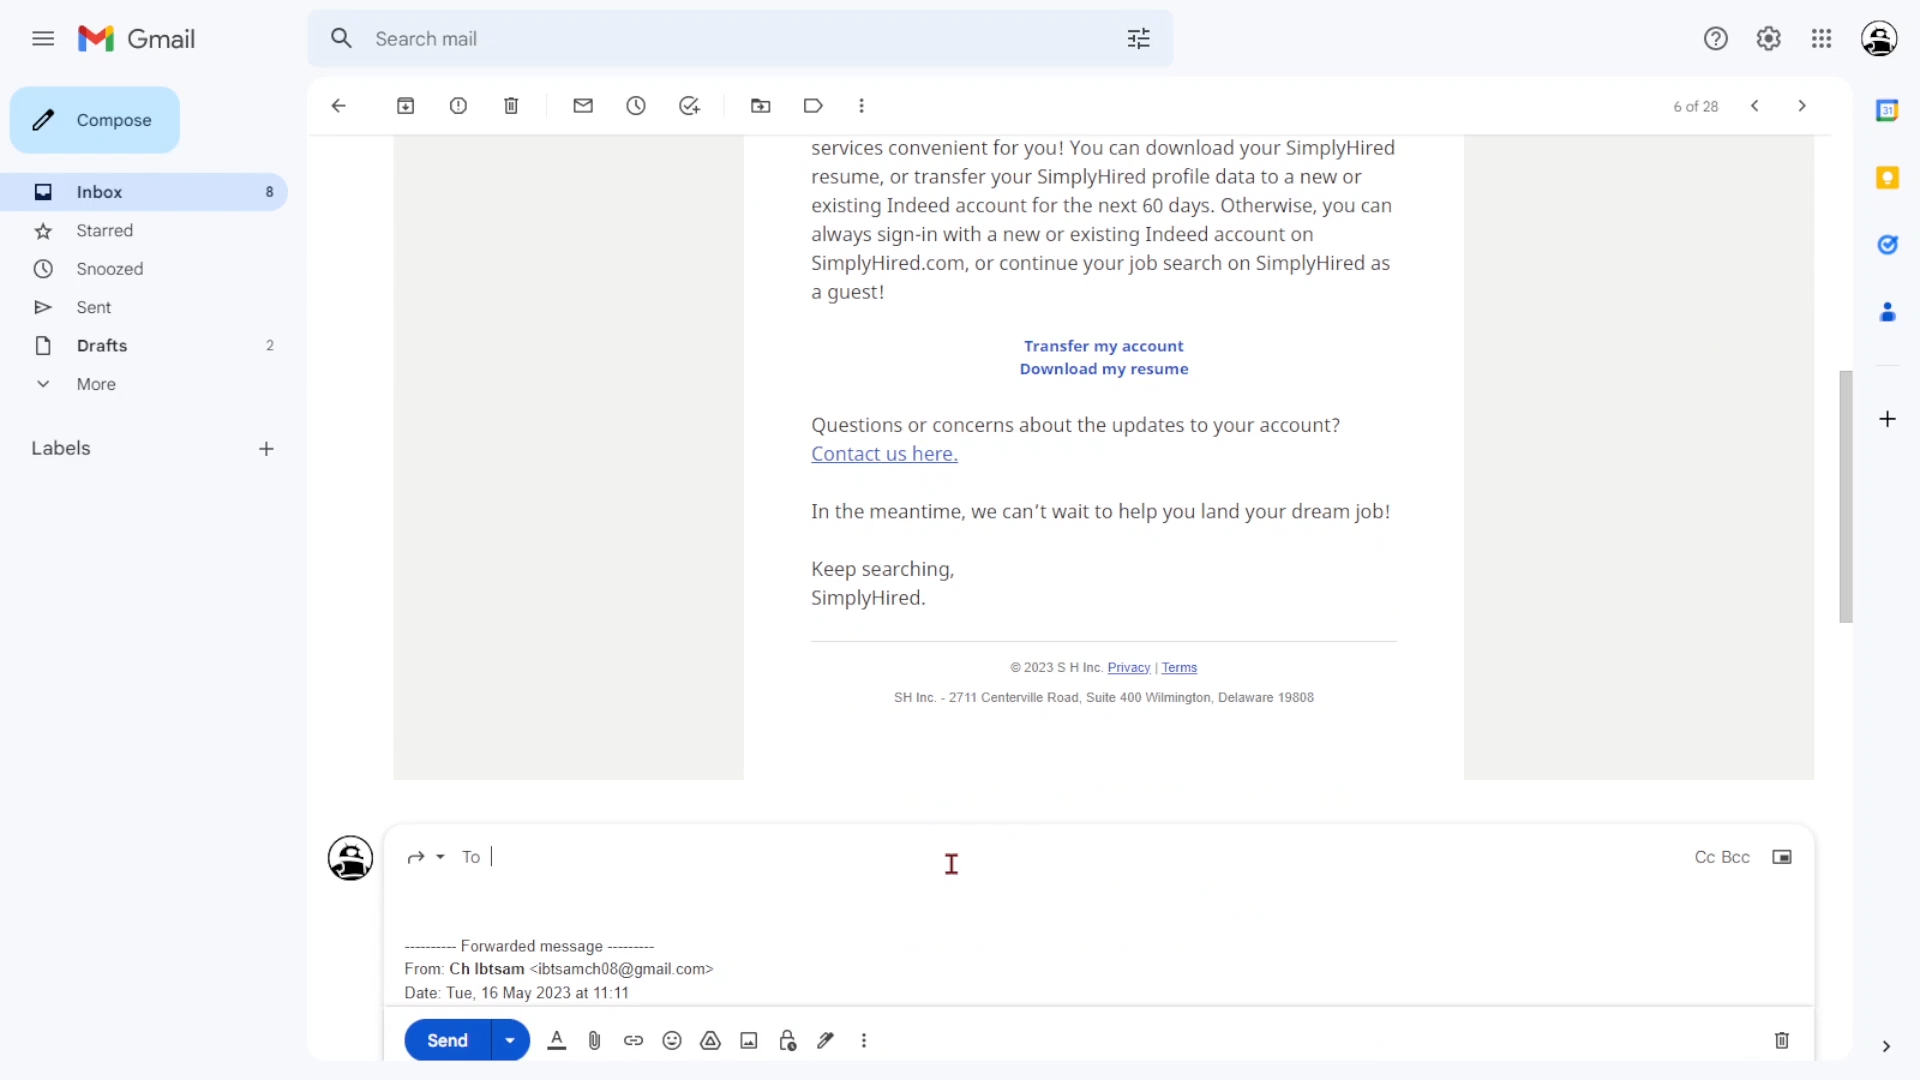 Gmail
Search mail
Compose
6 of 28
31
Inbox 8
Starred
Snoozed
Sent
Drafts 2
More
Labels
services convenient for you! You can download your SimplyHired
resume, or transfer your SimplyHired profile data to a new or
existing Indeed account for the next 60 days. Otherwise, you can
always sign-in with a new or existing Indeed account on
SimplyHired.com, or continue your job search on SimplyHired as
a guest!
Transfer my account
Download my resume
Questions or concerns about the updates to your account?
Contact us here.
In the meantime, we can’t wait to help you land your dream job!
Keep searching,
SimplyHired.
© 2023 S H Inc. Privacy | Terms
SH Inc. - 2711 Centerville Road, Suite 400 Wilmington, Delaware 19808
To
Cc Bcc
---------- Forwarded message ---------
From: Ch Ibtsam <ibtsamch08@gmail.com>
Date: Tue, 16 May 2023 at 11:11
Send